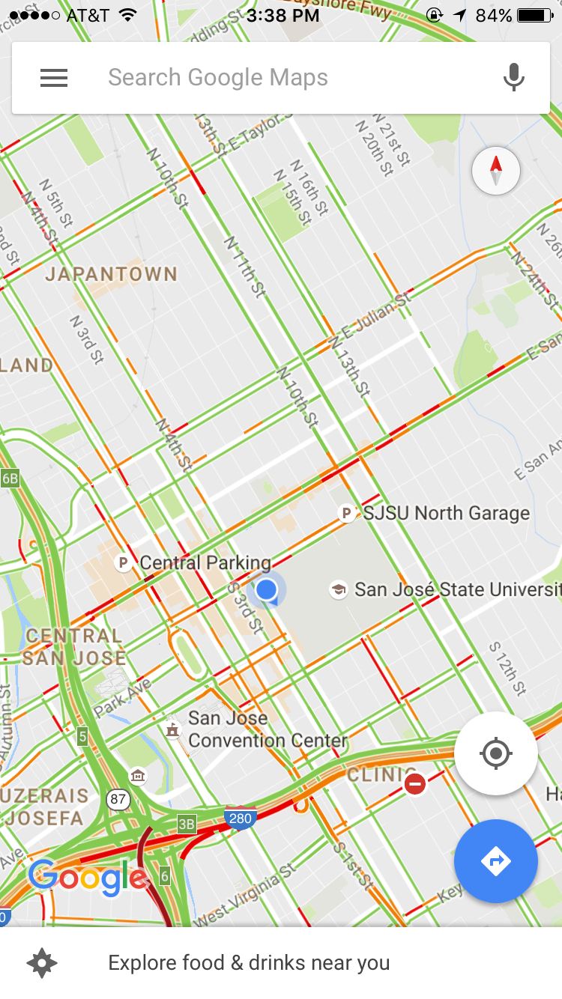 AT&T
3:38 PM
84%
Bayshore Fwy
Search Google Maps
13th St
E Taylor S
N 21st St
N 20th St
N 10th St
N 16th St
N 15th St
N 5th St
N 4th St
2nd St
N 26th
JAPANTOWN
N 11th St
N 24th St
E Julian St
N 3rd St
LAND
N 13th St
E San
N 10th St
N 4th St
E San An
6B
P
SJSU North Garage
P
Central Parking
San José State Universit
S 3rd St
CENTRAL
SAN JOSE
S 12th St
Park Ave
Autumn St
San Jose
Convention Center
5
CLINIC
Ha
UZERAIS
JOSEFA
87
280
3B
S 1st St
Ave
Google
6
West Virginia St
Key
0
Explore food & drinks near you